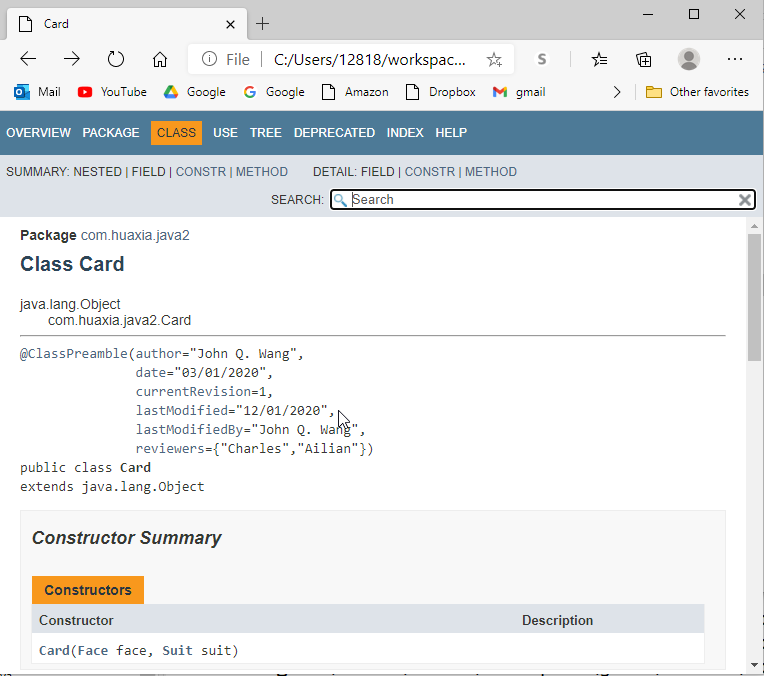 Card
File C:/Users/12818/workspac... S
Mail YouTube Google Google Amazon Dropbox gmail Other favorites
OVERVIEW PACKAGE CLASS USE TREE DEPRECATED INDEX HELP
SUMMARY: NESTED | FIELD | CONSTR | METHOD DETAIL: FIELD | CONSTR | METHOD
SEARCH: Search
Package com.huaxia.java2
Class Card
java.lang.Object
com.huaxia.java2.Card
@ClassPreamble(author="John Q. Wang",
date="03/01/2020",
currentRevision=1,
lastModified="12/01/2020",
lastModifiedBy="John Q. Wang",
reviewers={"Charles","Ailian"})
public class Card
extends java.lang.Object
Constructor Summary
Constructors
Constructor Description
Card(Face face, Suit suit)